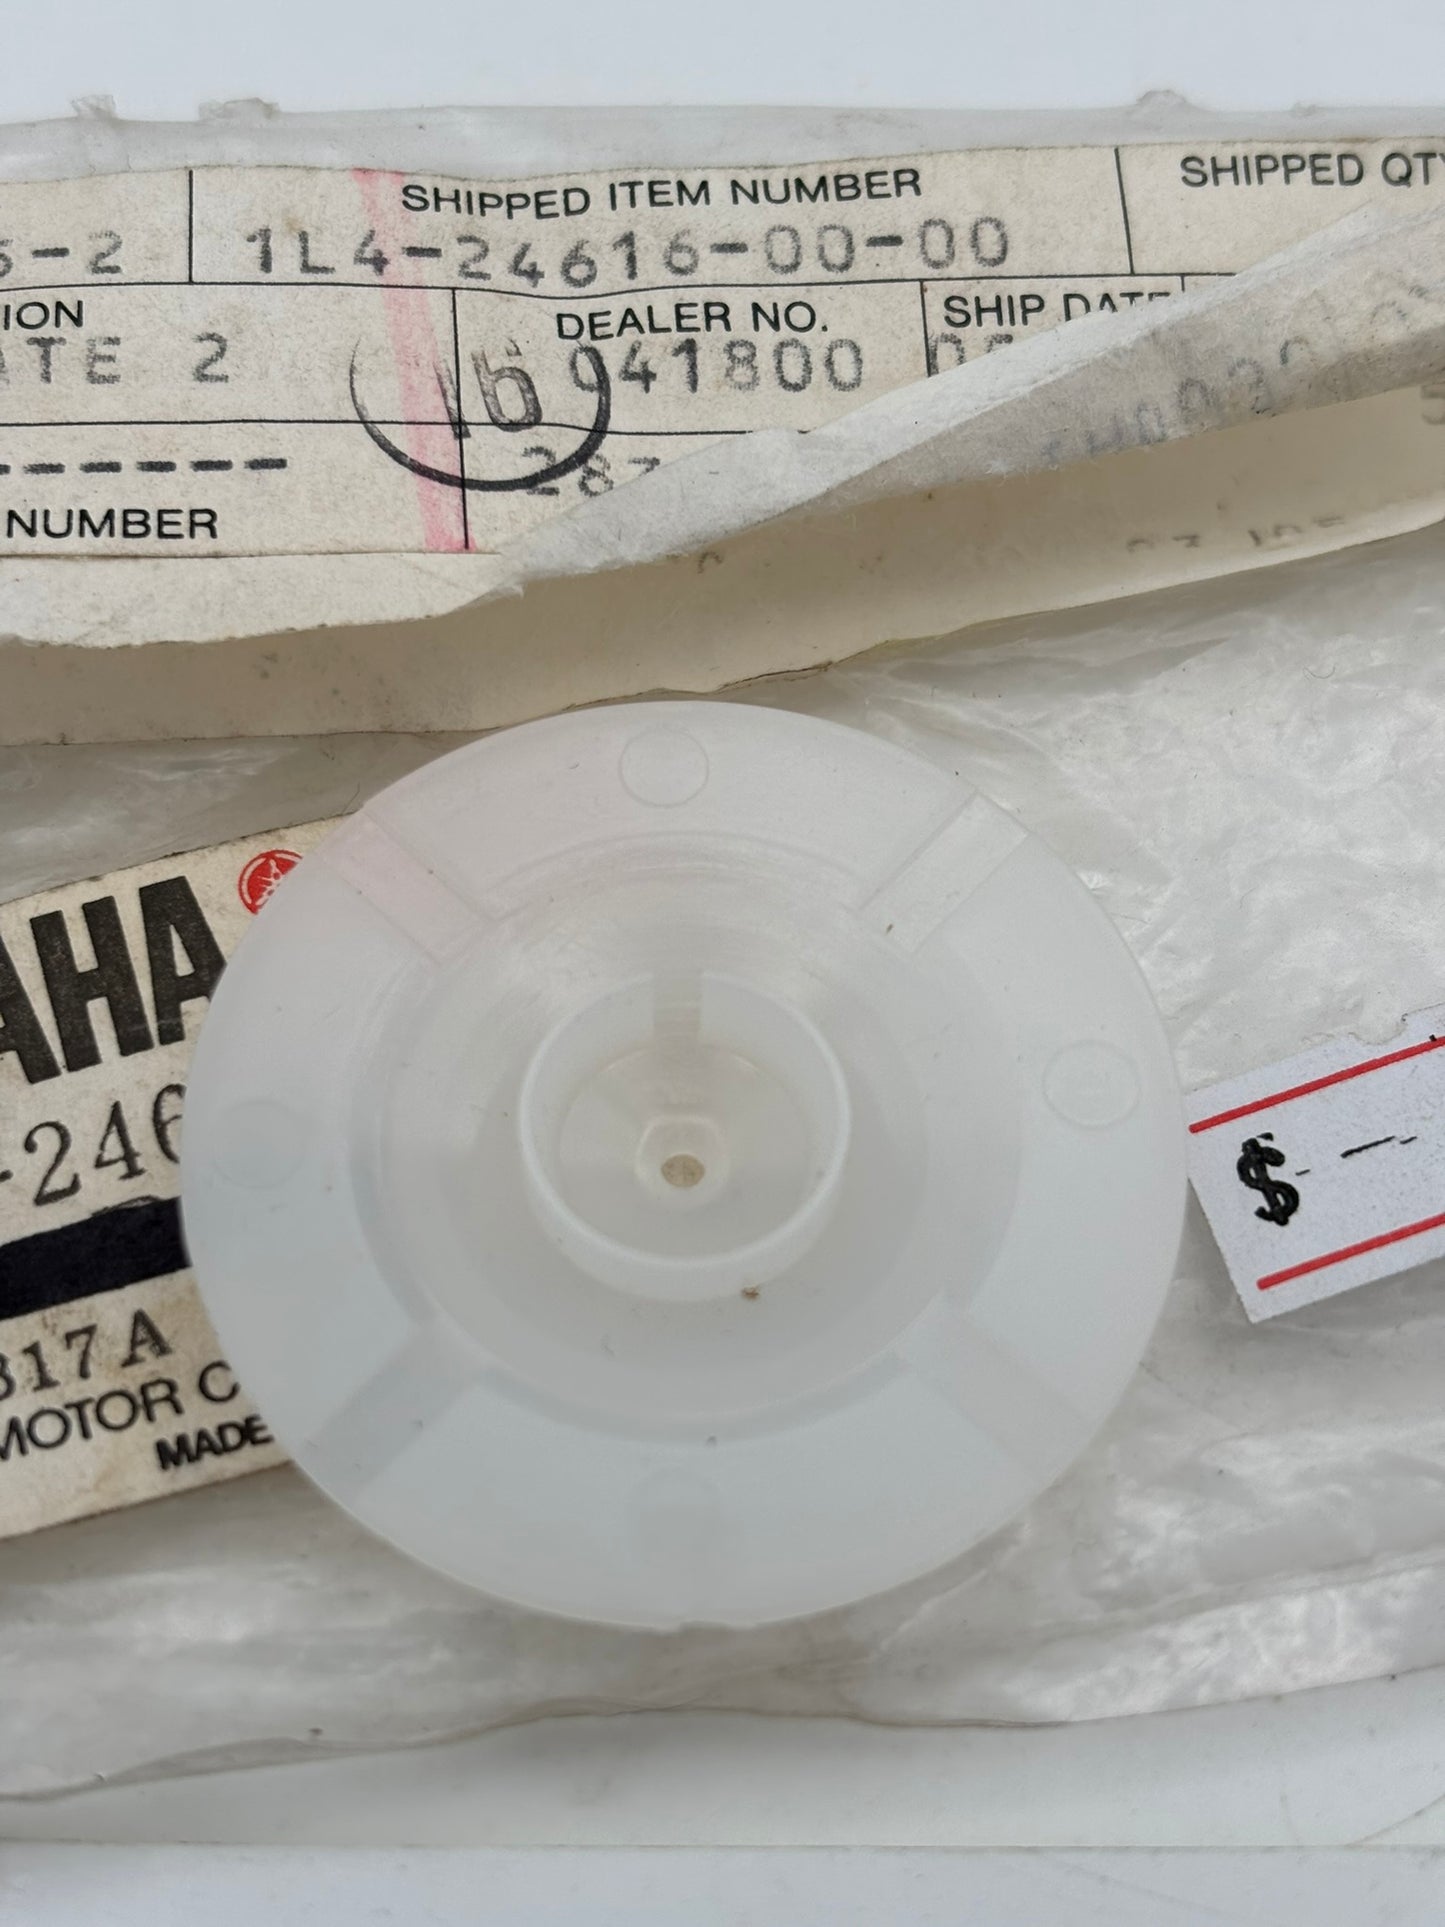 SHIPPED ITEM NUMBER
SHIPPED QTY
-2
1L4-24616-00-00
ION
DEALER NO.
SHIP DATE
ATE 2
16
041800
------
NUMBER
AHA
-246
317A
MOTOR C
MADE
$ -